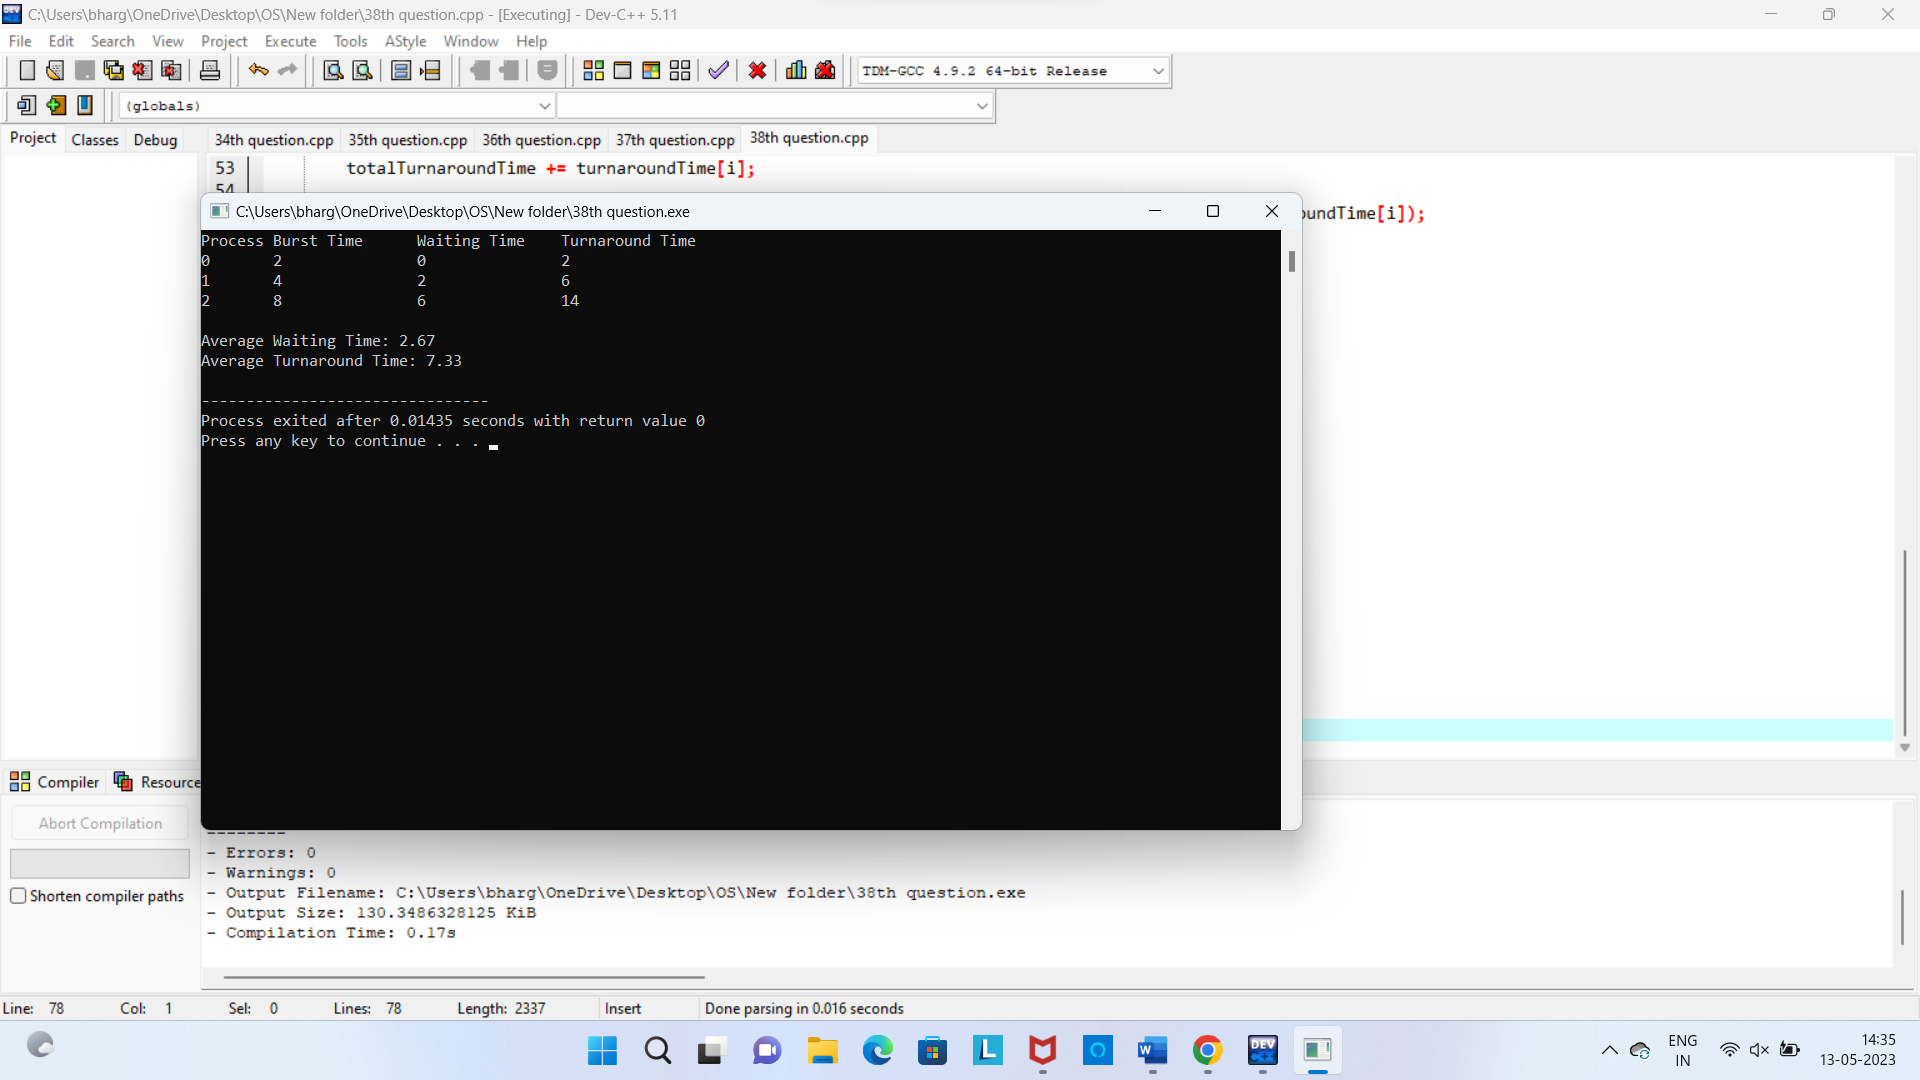 C:\Users\bharg\OneDrive\Desktop\OS\New folder\38th question.cpp - [Executing] - Dev-C++ 5.11
File Edit Search View Project Execute Tools AStyle Window Help
TDM-GCC 4.9.2 64-bit Release
(globals)
Project Classes Debug 34th question.cpp 35th question.cpp 36th question.cpp 37th question.cpp 38th question.cpp
53 totalTurnaroundTime += turnaroundTime[i];
54
C:\Users\bharg\OneDrive\Desktop\OS\New folder\38th question.exe
oundTime[i]);
Process Burst Time Waiting Time Turnaround Time
0 2 0 2
1 4 2 6
2 8 6 14
Average Waiting Time: 2.67
Average Turnaround Time: 7.33
--------------------------------
Process exited after 0.01435 seconds with return value 0
Press any key to continue . . .
Compiler Resource
Abort Compilation
Shorten compiler paths
--------
- Errors: 0
- Warnings: 0
- Output Filename: C:\Users\bharg\OneDrive\Desktop\OS\New folder\38th question.exe
- Output Size: 130.3486328125 KiB
- Compilation Time: 0.17s
Line: 78 Col: 1 Sel: 0 Lines: 78 Length: 2337 Insert Done parsing in 0.016 seconds
ENG
IN
14:35
13-05-2023